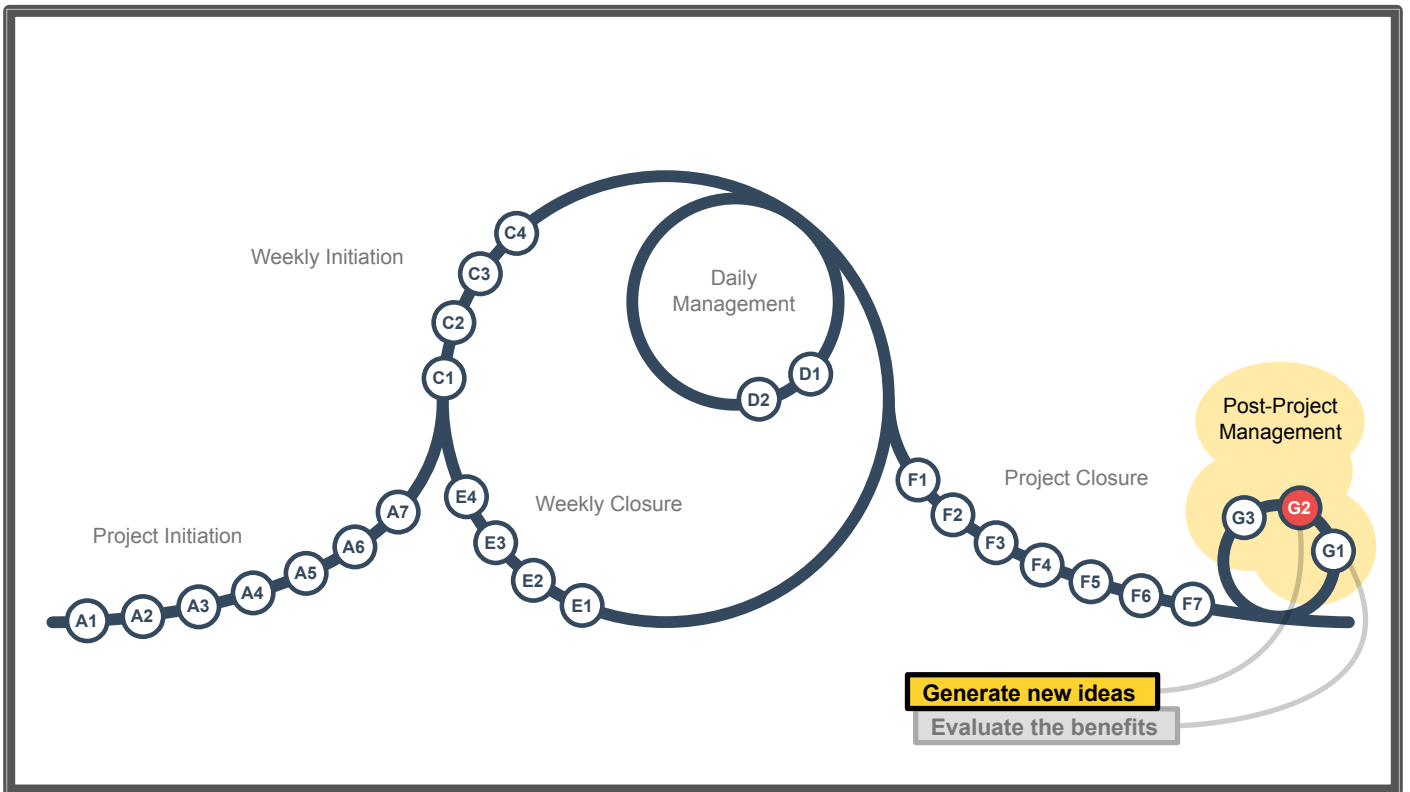 Weekly Initiation
C4
C3
C2
C1
Daily
Management
D1
D2
Post-Project
Management
G3
G2
G1
Project Initiation
A1
A2
A3
A4
A5
A6
A7
Weekly Closure
E4
E3
E2
E1
Project Closure
F1
F2
F3
F4
F5
F6
F7
Generate new ideas
Evaluate the benefits